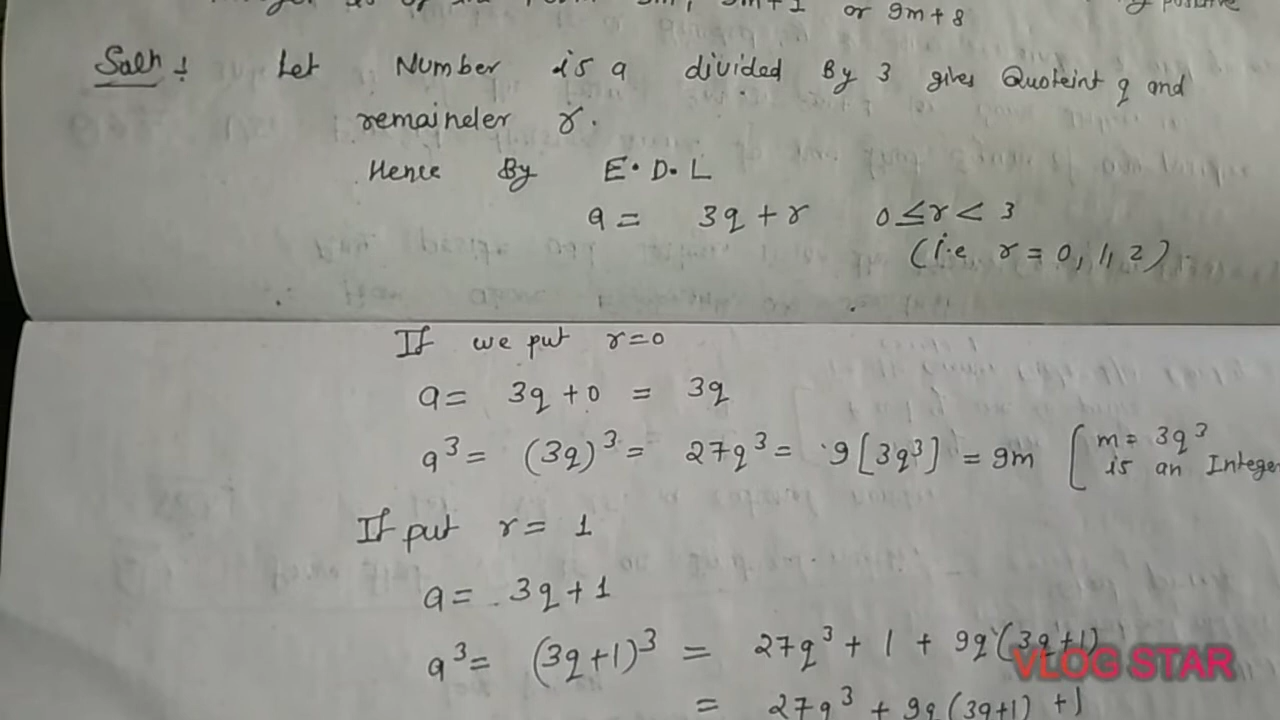 or 9m+8
Soln : Let Number is a divided By 3 gives Quoteint q and
remainder r.
Hence By E.D.L
a = 3q + r 0 ≤ r < 3
(i.e r = 0, 1, 2).
If we put r=0
a = 3q + 0 = 3q
a³ = (3q)³ = 27q³ = 9[3q³] = 9m [m = 3q³
is an Integer
If put r = 1
a = 3q + 1
a³ = (3q+1)³ = 27q³ + 1 + 9q(3q+1)
= 27q³ + 9q(3q+1) + 1
VLOG STAR